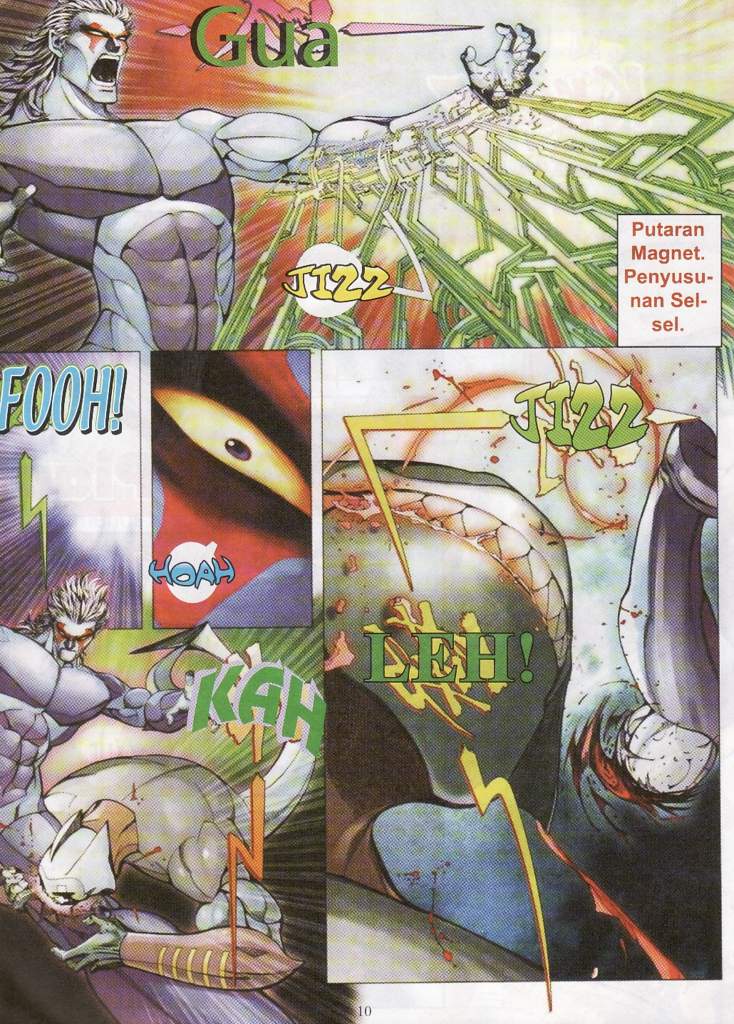 Gua
Putaran
Magnet.
Penyusu-
nan Sel-
sel.
JIZZ
FOOH!
HOAH
JIZZ
LEH!
KAH
10